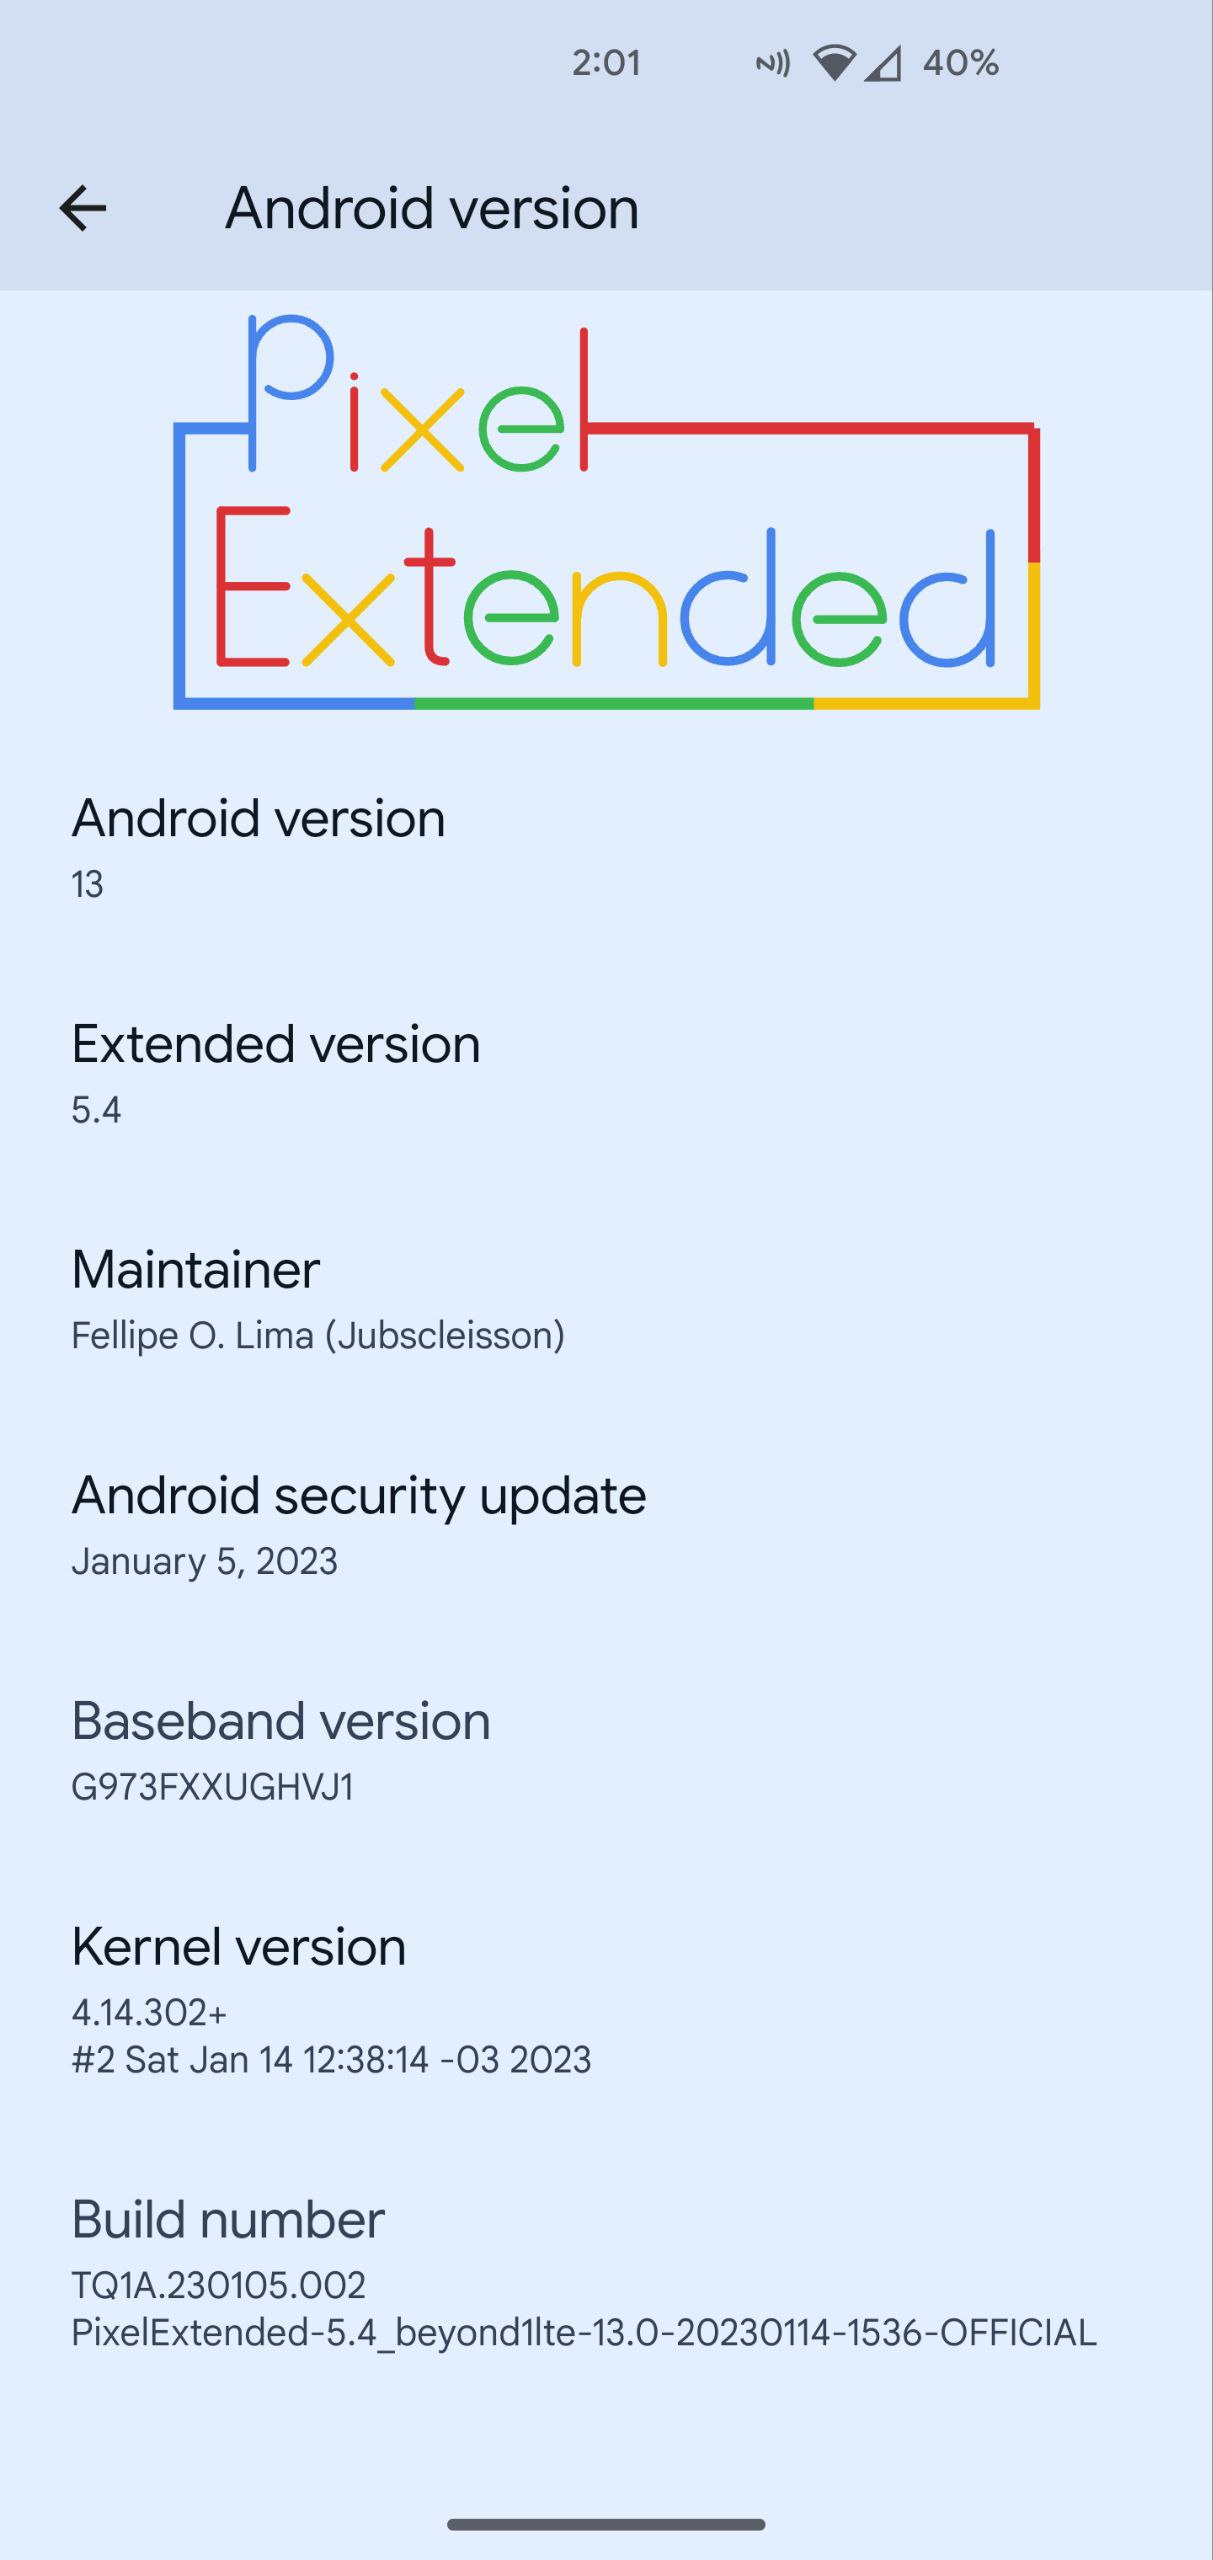 2:01 40%
Android version
Pixel
Extended
Android version
13
Extended version
5.4
Maintainer
Fellipe O. Lima (Jubscleisson)
Android security update
January 5, 2023
Baseband version
G973FXXUGHVJ1
Kernel version
4.14.302+
#2 Sat Jan 14 12:38:14 -03 2023
Build number
TQ1A.230105.002
PixelExtended-5.4_beyond1lte-13.0-20230114-1536-OFFICIAL